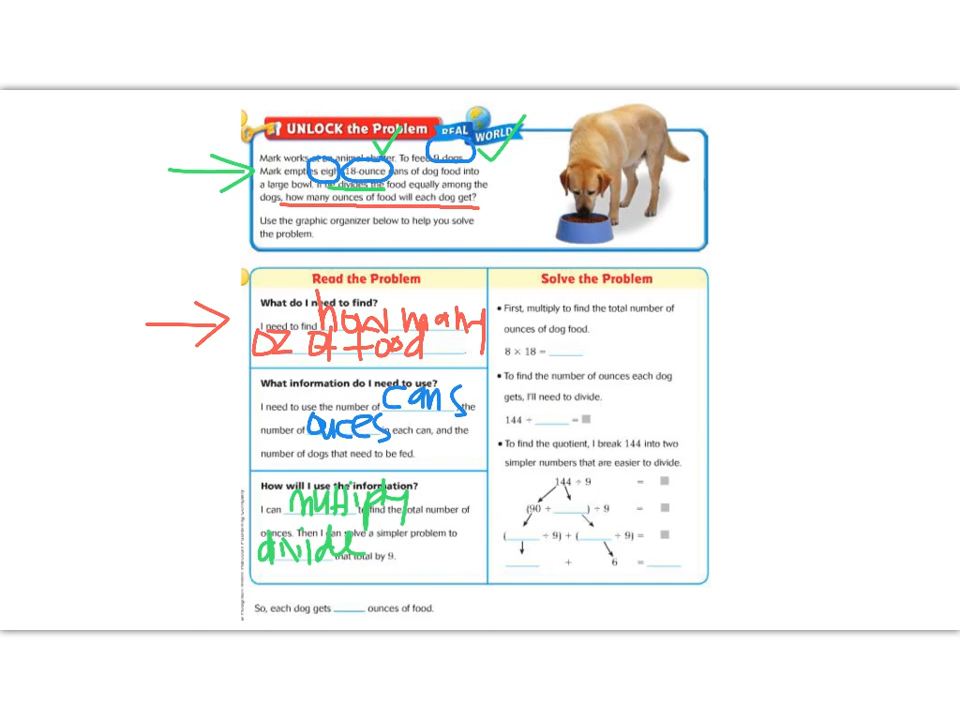 UNLOCK the Problem REAL WORLD
Mark works at an animal shelter. To feed 9 dogs,
Mark empties eight 18-ounce cans of dog food into
a large bowl. If he divides the food equally among the
dogs, how many ounces of food will each dog get?
Use the graphic organizer below to help you solve
the problem.
Read the Problem
What do I need to find?
I need to find how many
oz of food
What information do I need to use?
I need to use the number of cans the
number of ouces in each can, and the
number of dogs that need to be fed.
How will I use the information?
I can multiply to find the total number of
ounces. Then I can solve a simpler problem to
divide that total by 9.
Solve the Problem
• First, multiply to find the total number of
ounces of dog food.
8 × 18 = ______
• To find the number of ounces each dog
gets, I'll need to divide.
144 ÷ ______ = ■
• To find the quotient, I break 144 into two
simpler numbers that are easier to divide.
144 ÷ 9 = ■
(90 + ______) ÷ 9 = ■
(______ ÷ 9) + (______ ÷ 9) = ■
______ + 6 = ______
So, each dog gets ______ ounces of food.